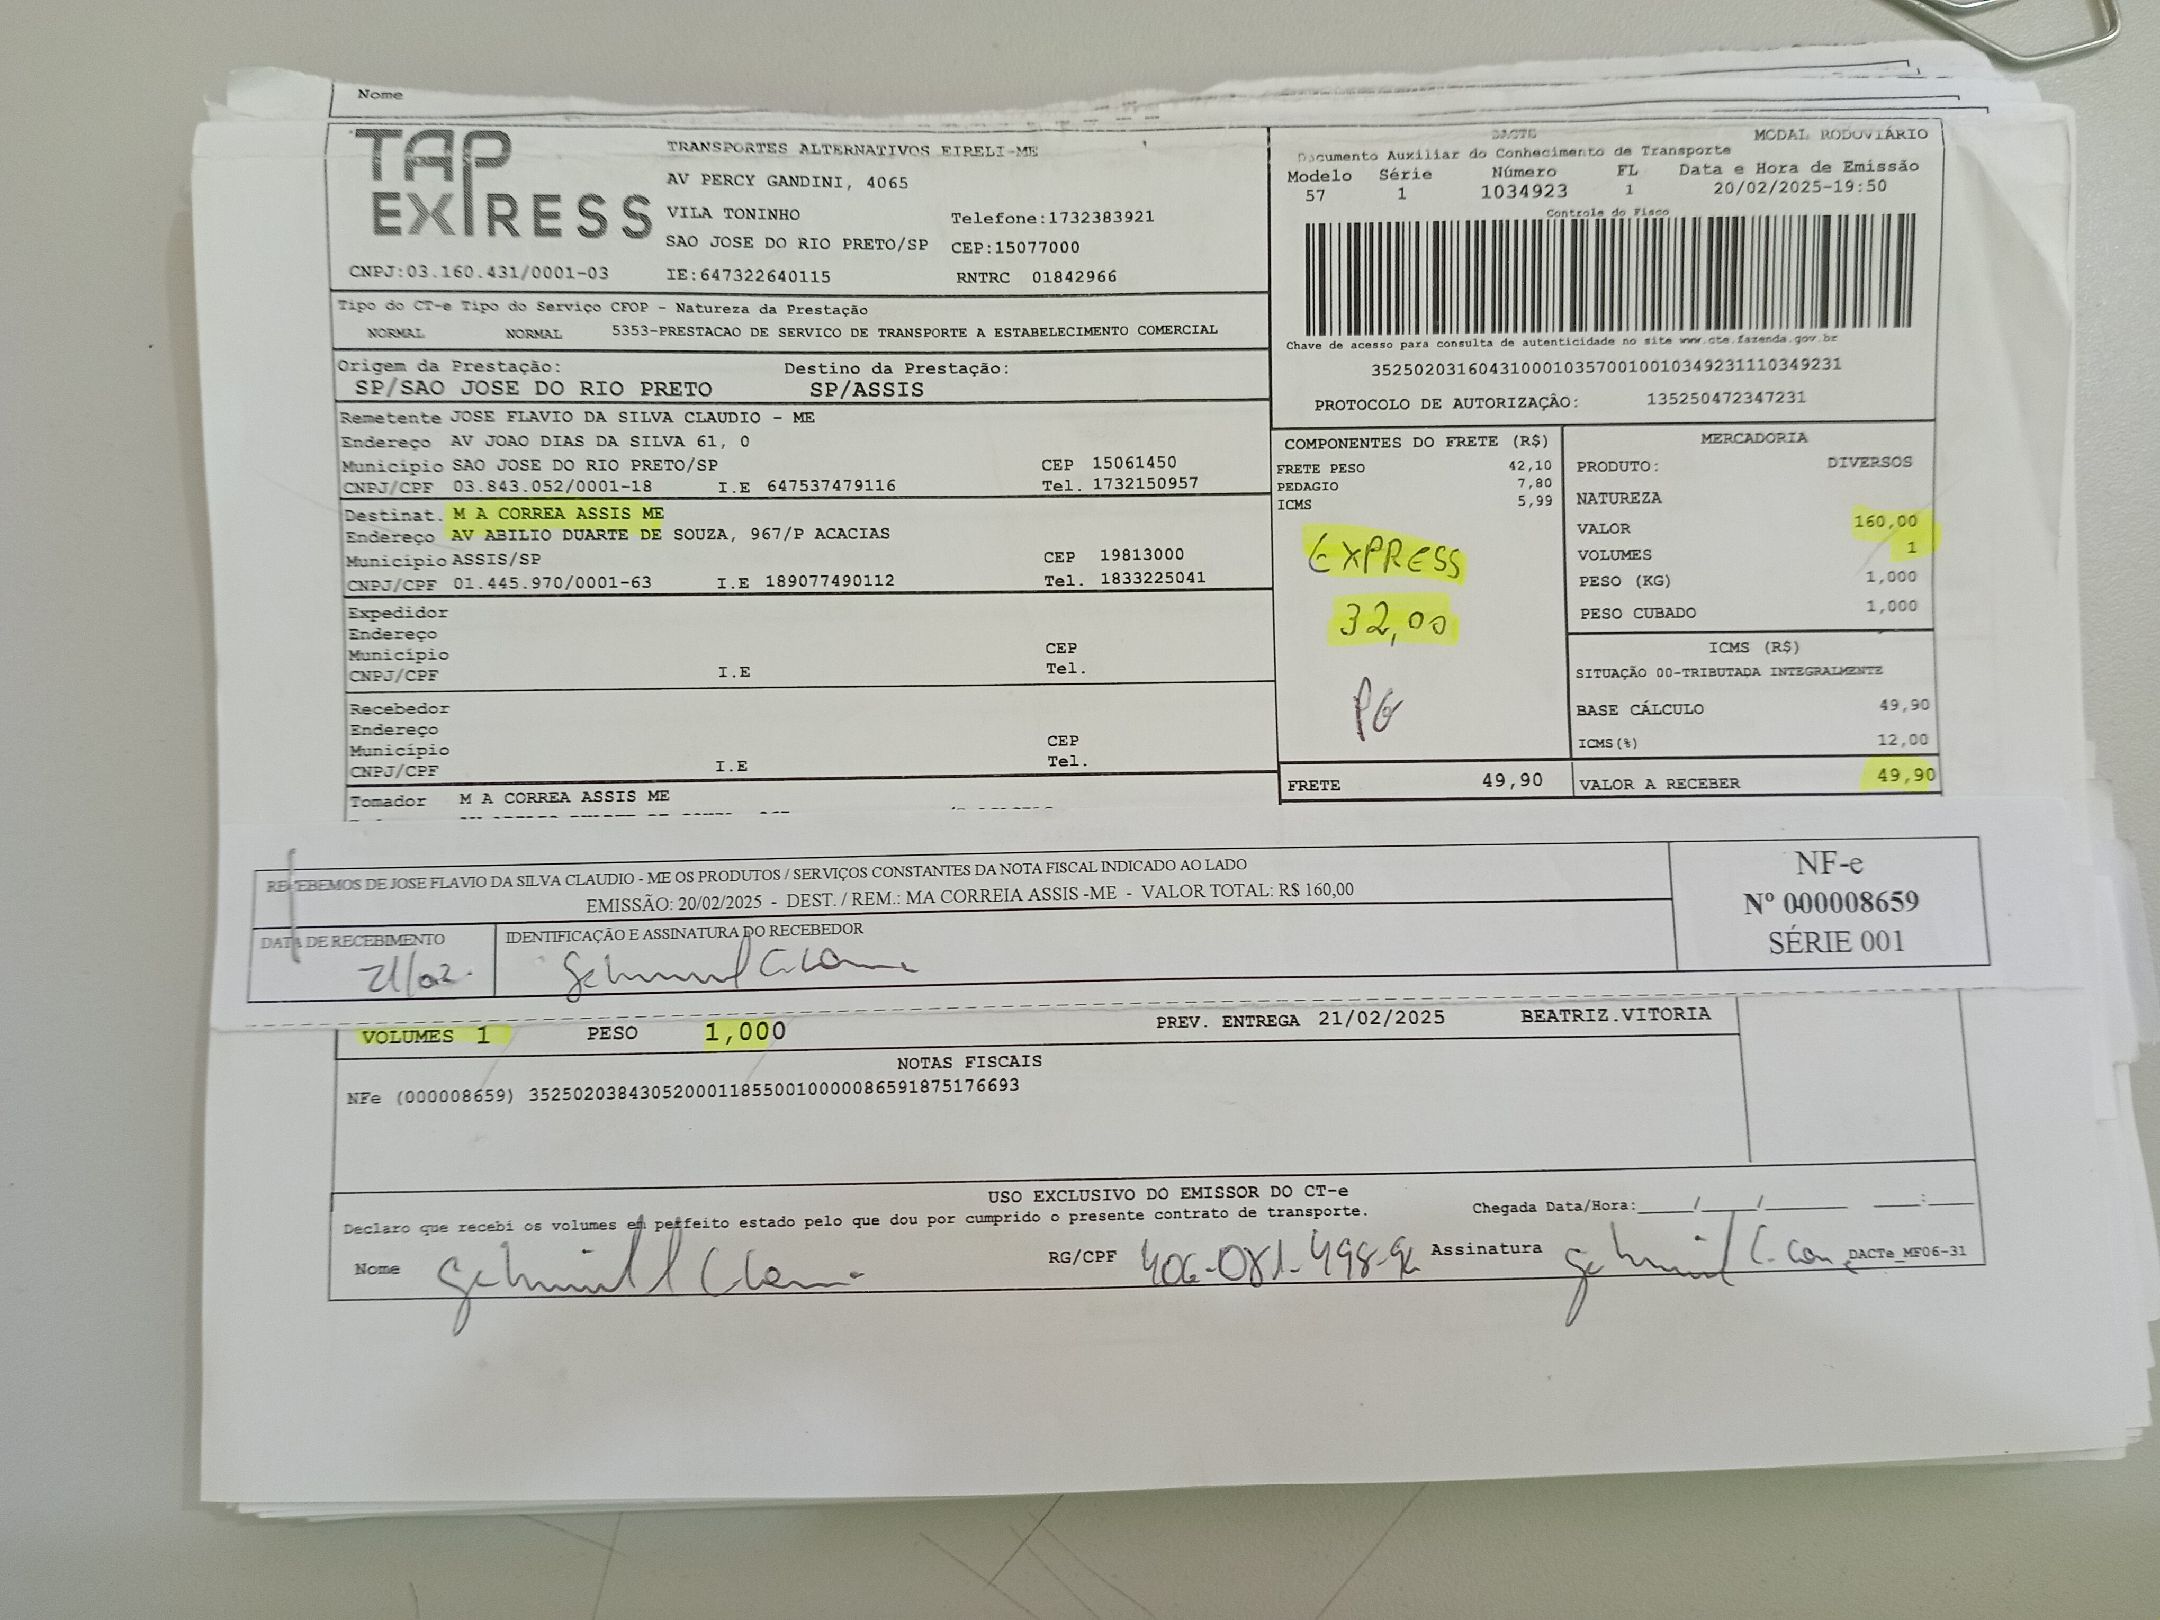 Nome
TAP EXPRESS
TRANSPORTES ALTERNATIVOS EIRELI-ME
AV PERCY GANDINI, 4065
VILA TONINHO Telefone:1732383921
SAO JOSE DO RIO PRETO/SP CEP:15077000
CNPJ:03.160.431/0001-03 IE:647322640115 RNTRC 01842966
DACTE MODAL RODOVIÁRIO
Documento Auxiliar do Conhecimento de Transporte
Modelo Série Número FL Data e Hora de Emissão
57 1 1034923 1 20/02/2025-19:50
Controle do Fisco
Chave de acesso para consulta de autenticidade no site www.cte.fazenda.gov.br
35250203160431000103570010010349231110349231
PROTOCOLO DE AUTORIZAÇÃO: 135250472347231
Tipo do CT-e Tipo do Serviço CFOP - Natureza da Prestação
NORMAL NORMAL 5353-PRESTACAO DE SERVICO DE TRANSPORTE A ESTABELECIMENTO COMERCIAL
Origem da Prestação: Destino da Prestação:
SP/SAO JOSE DO RIO PRETO SP/ASSIS
Remetente JOSE FLAVIO DA SILVA CLAUDIO - ME
Endereço AV JOAO DIAS DA SILVA 61, 0
Município SAO JOSE DO RIO PRETO/SP CEP 15061450
CNPJ/CPF 03.843.052/0001-18 I.E 647537479116 Tel. 1732150957
Destinat. M A CORREA ASSIS ME
Endereço AV ABILIO DUARTE DE SOUZA, 967/P ACACIAS
Município ASSIS/SP CEP 19813000
CNPJ/CPF 01.445.970/0001-63 I.E 189077490112 Tel. 1833225041
Expedidor
Endereço
Município CEP
CNPJ/CPF I.E Tel.
Recebedor
Endereço
Município CEP
CNPJ/CPF I.E Tel.
Tomador M A CORREA ASSIS ME
COMPONENTES DO FRETE (R$)
FRETE PESO 42,10
PEDAGIO 7,80
ICMS 5,99
EXPRESS
32,00
PG
FRETE 49,90
MERCADORIA
PRODUTO: DIVERSOS
NATUREZA
VALOR 160,00
VOLUMES 1
PESO (KG) 1,000
PESO CUBADO 1,000
ICMS (R$)
SITUAÇÃO 00-TRIBUTADA INTEGRALMENTE
BASE CÁLCULO 49,90
ICMS(%) 12,00
VALOR A RECEBER 49,90
RECEBEMOS DE JOSE FLAVIO DA SILVA CLAUDIO - ME OS PRODUTOS / SERVIÇOS CONSTANTES DA NOTA FISCAL INDICADO AO LADO
EMISSÃO: 20/02/2025 - DEST. / REM.: MA CORREIA ASSIS -ME - VALOR TOTAL: R$ 160,00
DATA DE RECEBIMENTO IDENTIFICAÇÃO E ASSINATURA DO RECEBEDOR
21/02
NF-e
Nº 000008659
SÉRIE 001
VOLUMES 1 PESO 1,000 PREV. ENTREGA 21/02/2025 BEATRIZ.VITORIA
NOTAS FISCAIS
NFe (000008659) 35250203843052000118550010000086591875176693
USO EXCLUSIVO DO EMISSOR DO CT-e
Declaro que recebi os volumes em perfeito estado pelo que dou por cumprido o presente contrato de transporte. Chegada Data/Hora:____/____/______ ____:____
Nome RG/CPF Assinatura DACTe_MF06-31